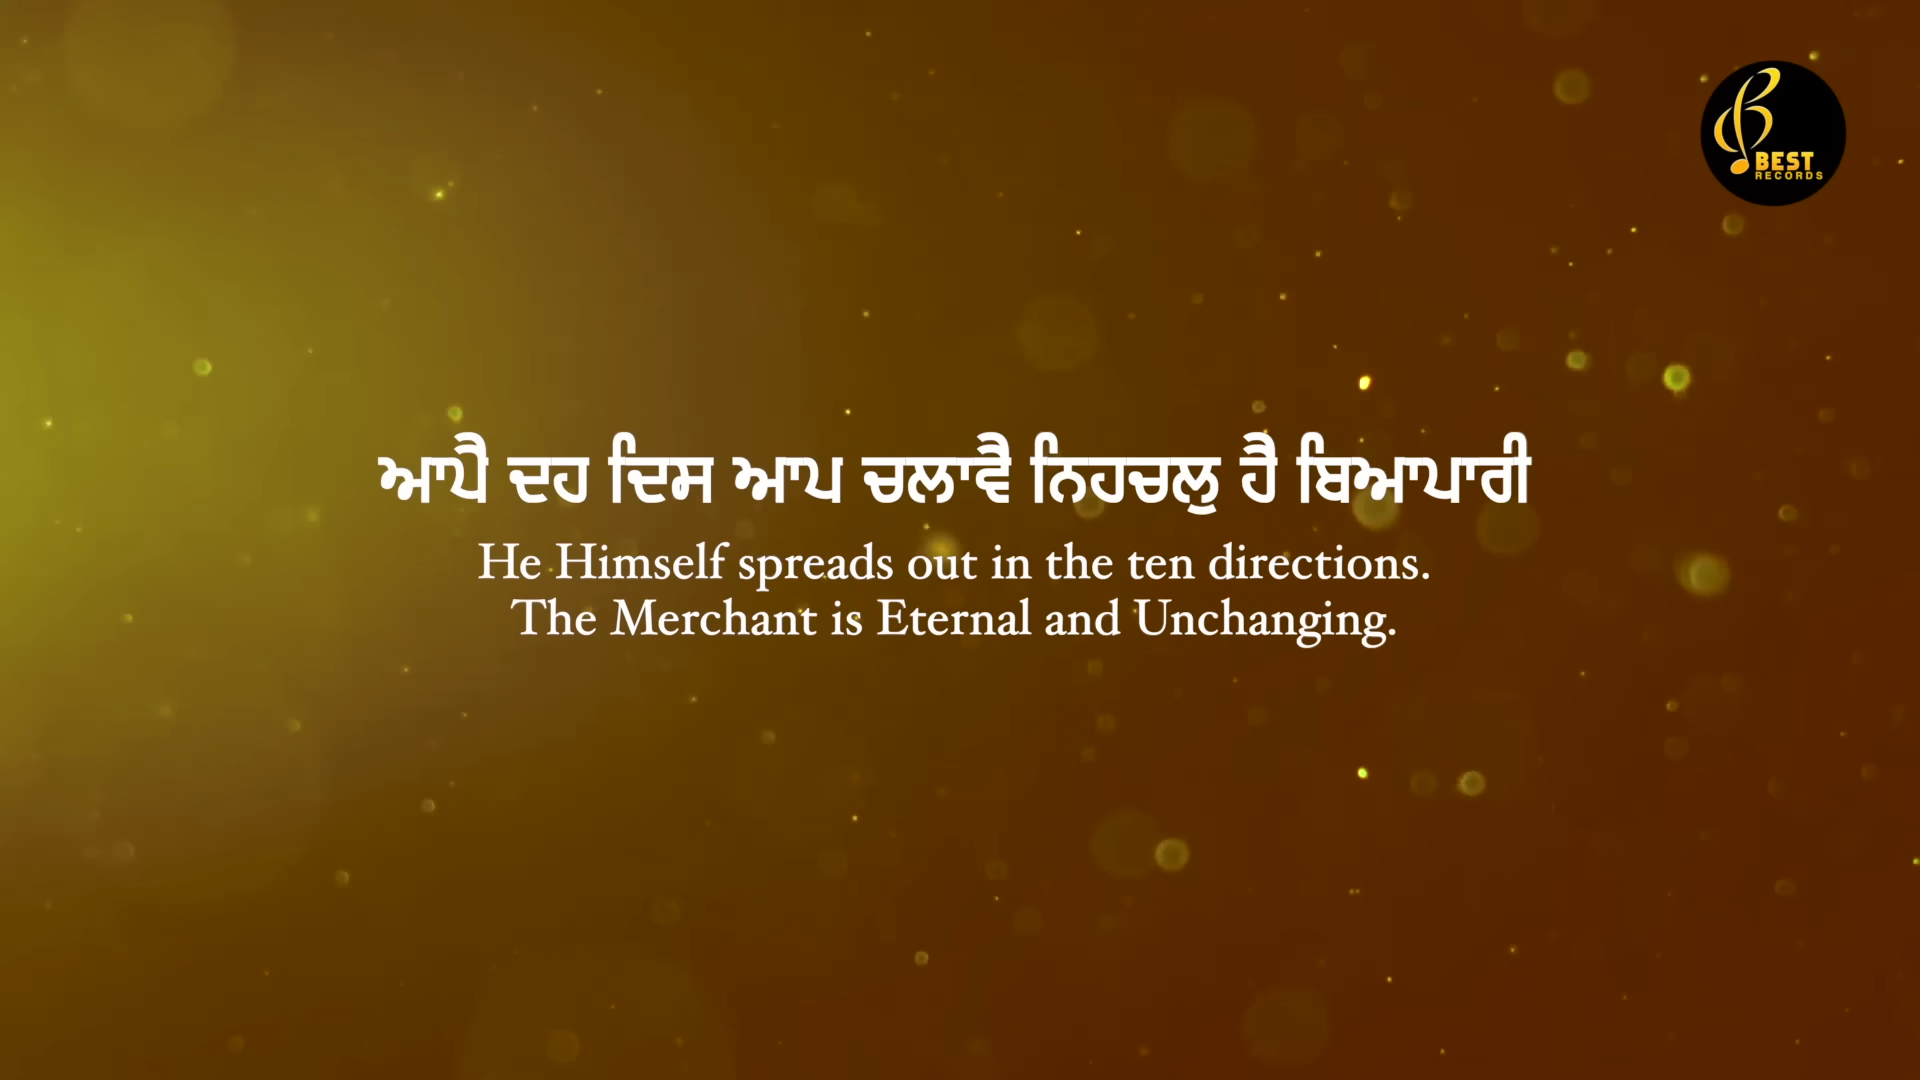 BEST
RECORDS
ਆਪੈ ਦਹ ਦਿਸ ਆਪ ਚਲਾਵੈ ਨਿਹਚਲੁ ਹੈ ਬਿਆਪਾਰੀ
He Himself spreads out in the ten directions.
The Merchant is Eternal and Unchanging.